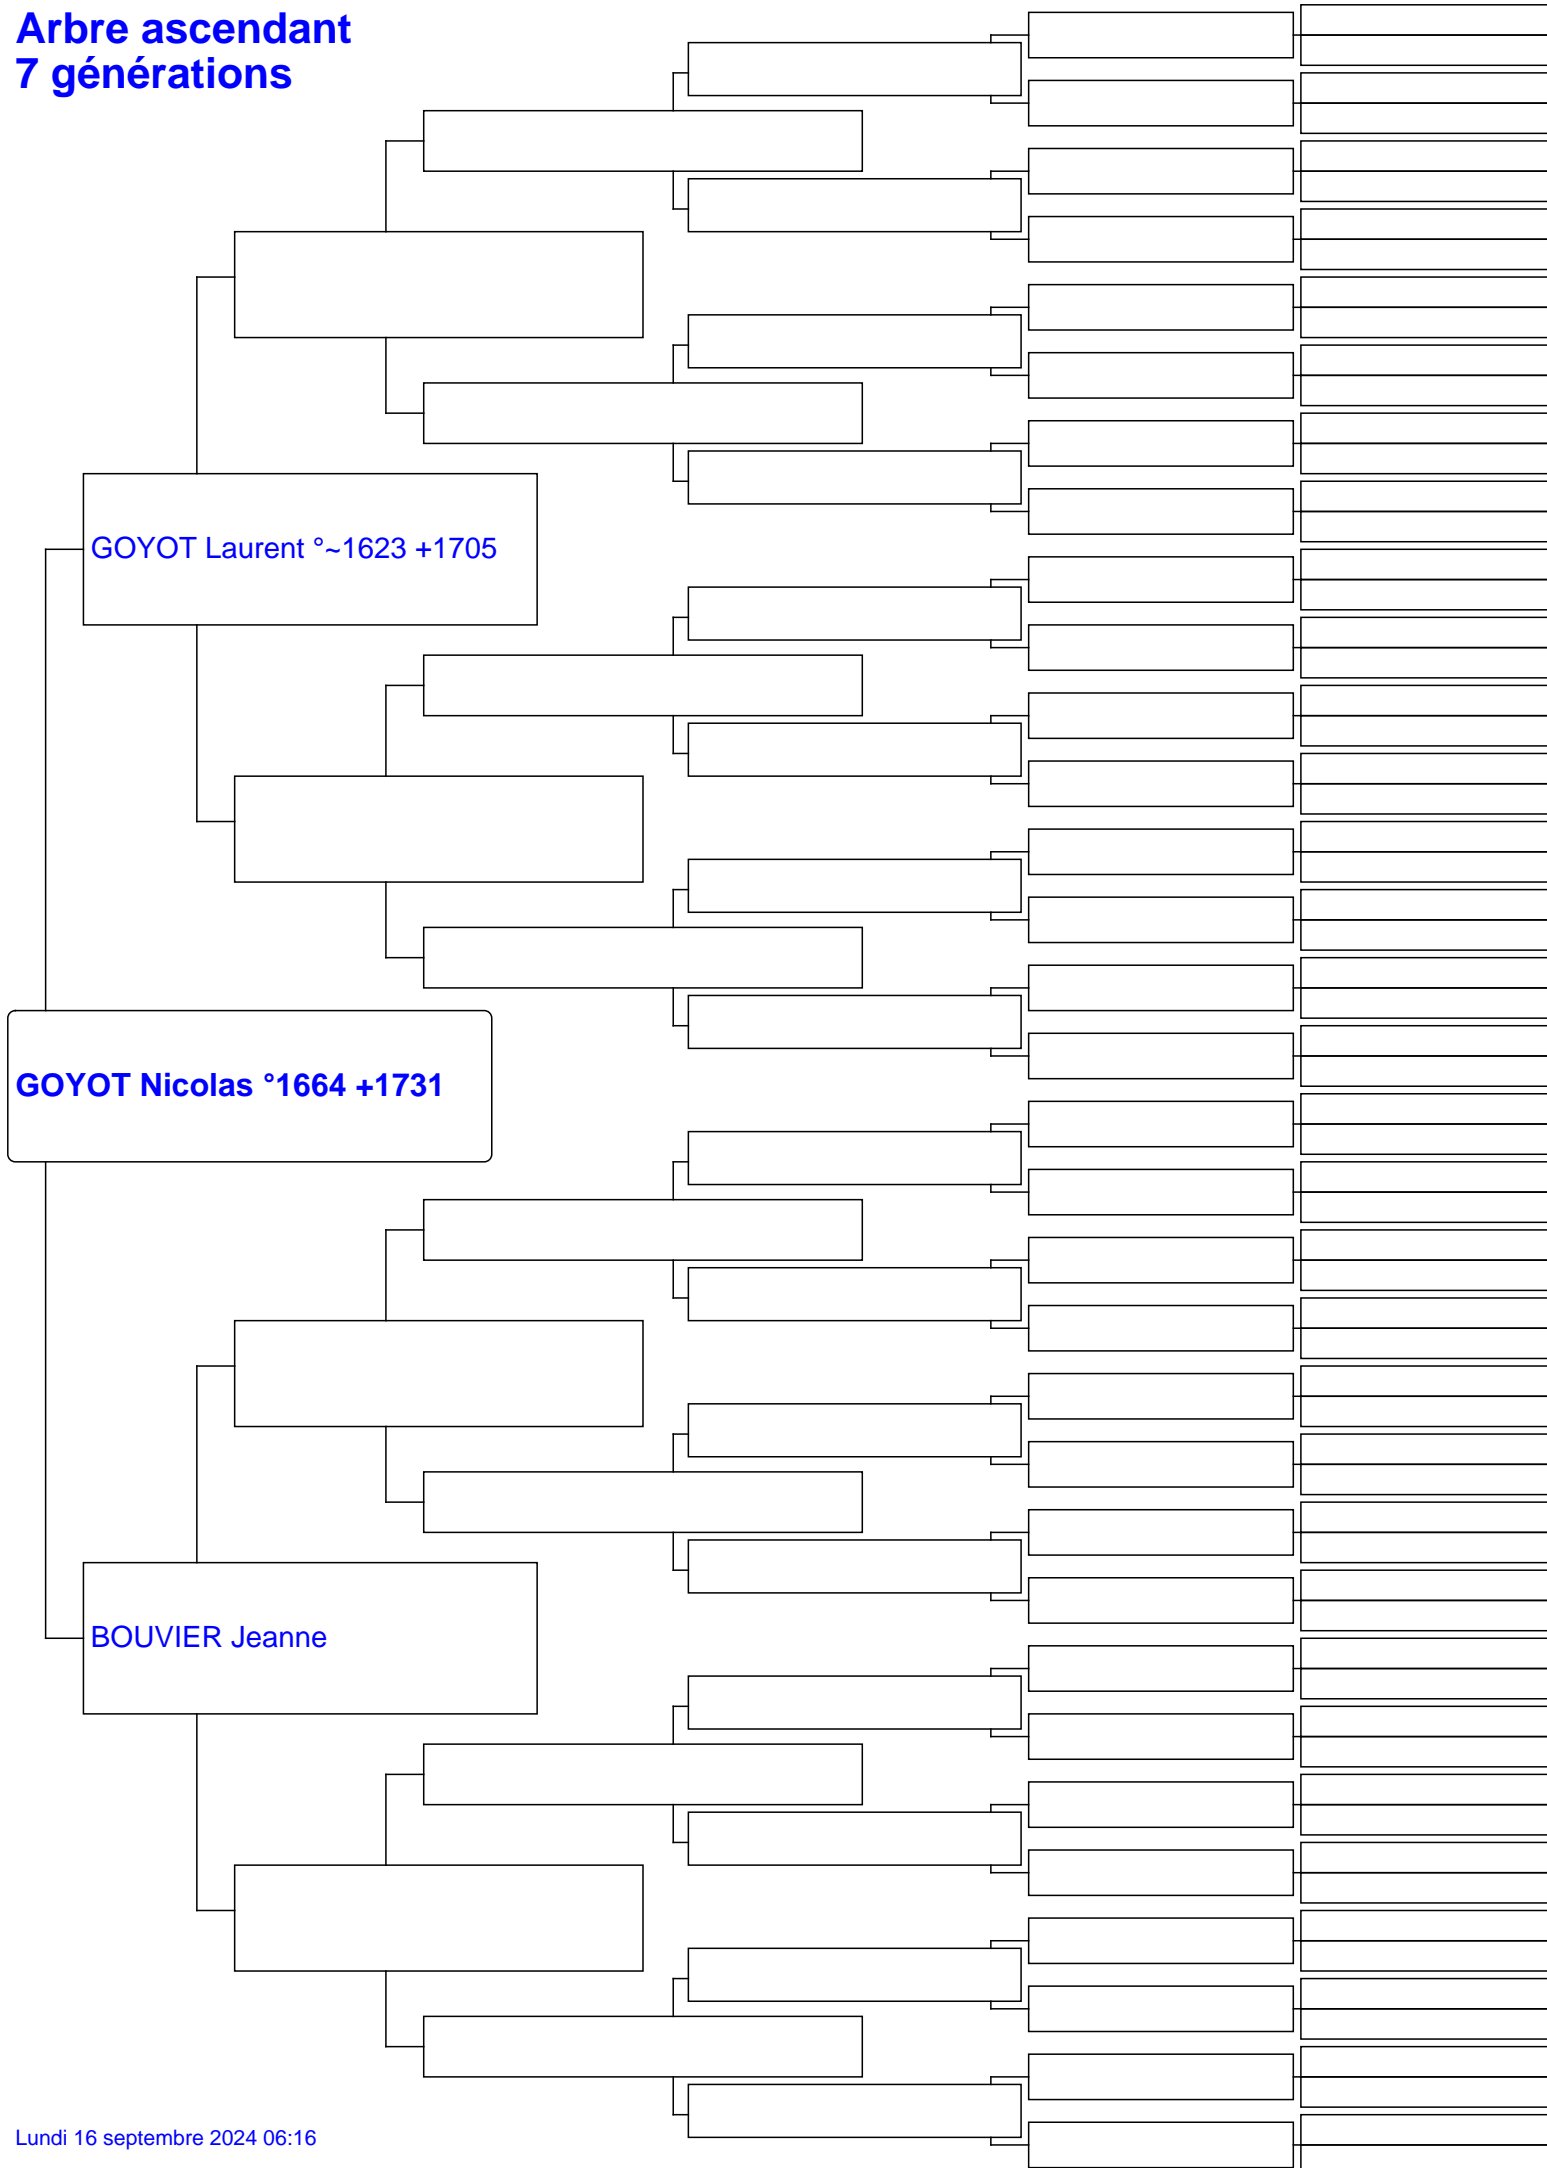 Arbre ascendant
7 générations
GOYOT Laurent °~1623 +1705
GOYOT Nicolas °1664 +1731
BOUVIER Jeanne
Lundi 16 septembre 2024 06:16